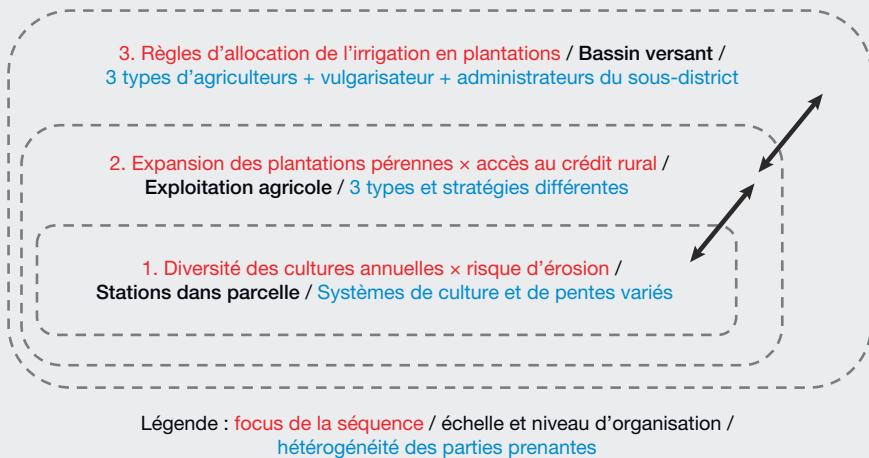 3. Règles d’allocation de l’irrigation en plantations / Bassin versant /
3 types d’agriculteurs + vulgarisateur + administrateurs du sous-district
2. Expansion des plantations pérennes × accès au crédit rural /
Exploitation agricole / 3 types et stratégies différentes
1. Diversité des cultures annuelles × risque d’érosion /
Stations dans parcelle / Systèmes de culture et de pentes variés
Légende : focus de la séquence / échelle et niveau d’organisation /
hétérogénéité des parties prenantes